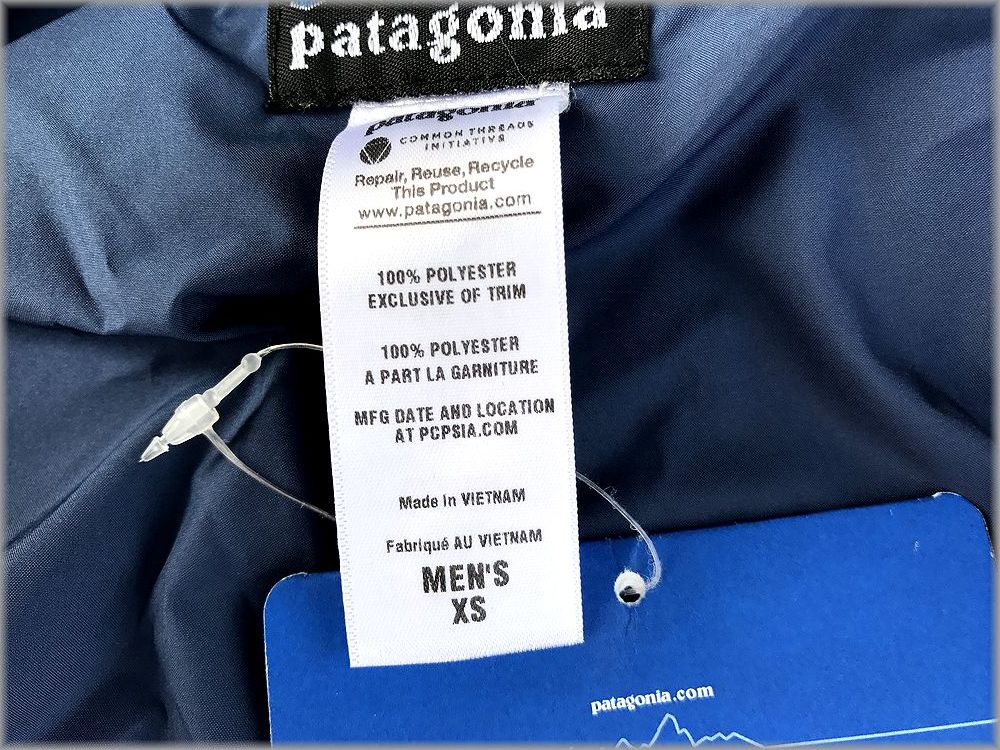 patagonia
patagonia
COMMON THREADS
INITIATIVE
Repair, Reuse, Recycle
This Product
www.patagonia.com
100% POLYESTER
EXCLUSIVE OF TRIM
100% POLYESTER
A PART LA GARNITURE
MFG DATE AND LOCATION
AT PCPSIA.COM
Made in VIETNAM
Fabriqué AU VIETNAM
MEN'S
XS
patagonia.com